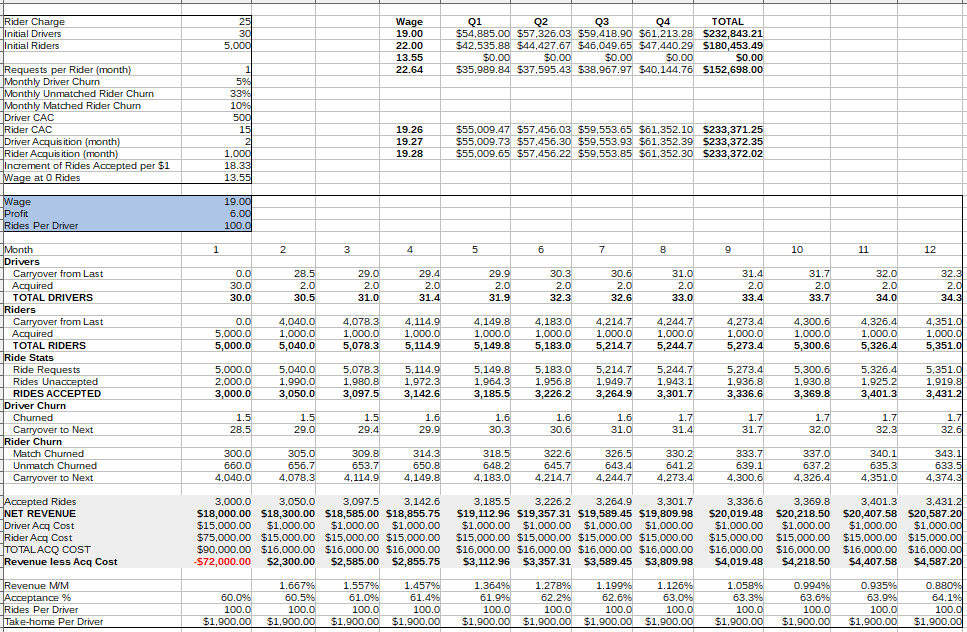 Rider Charge 25 Wage Q1 Q2 Q3 Q4 TOTAL
Initial Drivers 30 19.00 $54,885.00 $57,326.03 $59,418.90 $61,213.28 $232,843.21
Initial Riders 5,000 22.00 $42,535.88 $44,427.67 $46,049.65 $47,440.29 $180,453.49
13.55 $0.00 $0.00 $0.00 $0.00 $0.00
Requests per Rider (month) 1 22.64 $35,989.84 $37,595.43 $38,967.97 $40,144.76 $152,698.00
Monthly Driver Churn 5%
Monthly Unmatched Rider Churn 33%
Monthly Matched Rider Churn 10%
Driver CAC 500
Rider CAC 15 19.26 $55,009.47 $57,456.03 $59,553.65 $61,352.10 $233,371.25
Driver Acquisition (month) 2 19.27 $55,009.73 $57,456.30 $59,553.93 $61,352.39 $233,372.35
Rider Acquisition (month) 1,000 19.28 $55,009.65 $57,456.22 $59,553.85 $61,352.30 $233,372.02
Increment of Rides Accepted per $1 18.33
Wage at 0 Rides 13.55
Wage 19.00
Profit 6.00
Rides Per Driver 100.0
Month 1 2 3 4 5 6 7 8 9 10 11 12
Drivers
Carryover from Last 0.0 28.5 29.0 29.4 29.9 30.3 30.6 31.0 31.4 31.7 32.0 32.3
Acquired 30.0 2.0 2.0 2.0 2.0 2.0 2.0 2.0 2.0 2.0 2.0 2.0
TOTAL DRIVERS 30.0 30.5 31.0 31.4 31.9 32.3 32.6 33.0 33.4 33.7 34.0 34.3
Riders
Carryover from Last 0.0 4,040.0 4,078.3 4,114.9 4,149.8 4,183.0 4,214.7 4,244.7 4,273.4 4,300.6 4,326.4 4,351.0
Acquired 5,000.0 1,000.0 1,000.0 1,000.0 1,000.0 1,000.0 1,000.0 1,000.0 1,000.0 1,000.0 1,000.0 1,000.0
TOTAL RIDERS 5,000.0 5,040.0 5,078.3 5,114.9 5,149.8 5,183.0 5,214.7 5,244.7 5,273.4 5,300.6 5,326.4 5,351.0
Ride Stats
Ride Requests 5,000.0 5,040.0 5,078.3 5,114.9 5,149.8 5,183.0 5,214.7 5,244.7 5,273.4 5,300.6 5,326.4 5,351.0
Rides Unaccepted 2,000.0 1,990.0 1,980.8 1,972.3 1,964.3 1,956.8 1,949.7 1,943.1 1,936.8 1,930.8 1,925.2 1,919.8
RIDES ACCEPTED 3,000.0 3,050.0 3,097.5 3,142.6 3,185.5 3,226.2 3,264.9 3,301.7 3,336.6 3,369.8 3,401.3 3,431.2
Driver Churn
Churned 1.5 1.5 1.5 1.6 1.6 1.6 1.6 1.7 1.7 1.7 1.7 1.7
Carryover to Next 28.5 29.0 29.4 29.9 30.3 30.6 31.0 31.4 31.7 32.0 32.3 32.6
Rider Churn
Match Churned 300.0 305.0 309.8 314.3 318.5 322.6 326.5 330.2 333.7 337.0 340.1 343.1
Unmatch Churned 660.0 656.7 653.7 650.8 648.2 645.7 643.4 641.2 639.1 637.2 635.3 633.5
Carryover to Next 4,040.0 4,078.3 4,114.9 4,149.8 4,183.0 4,214.7 4,244.7 4,273.4 4,300.6 4,326.4 4,351.0 4,374.3
Accepted Rides 3,000.0 3,050.0 3,097.5 3,142.6 3,185.5 3,226.2 3,264.9 3,301.7 3,336.6 3,369.8 3,401.3 3,431.2
NET REVENUE $18,000.00 $18,300.00 $18,585.00 $18,855.75 $19,112.96 $19,357.31 $19,589.45 $19,809.98 $20,019.48 $20,218.50 $20,407.58 $20,587.20
Driver Acq Cost $15,000.00 $1,000.00 $1,000.00 $1,000.00 $1,000.00 $1,000.00 $1,000.00 $1,000.00 $1,000.00 $1,000.00 $1,000.00 $1,000.00
Rider Acq Cost $75,000.00 $15,000.00 $15,000.00 $15,000.00 $15,000.00 $15,000.00 $15,000.00 $15,000.00 $15,000.00 $15,000.00 $15,000.00 $15,000.00
TOTAL ACQ COST $90,000.00 $16,000.00 $16,000.00 $16,000.00 $16,000.00 $16,000.00 $16,000.00 $16,000.00 $16,000.00 $16,000.00 $16,000.00 $16,000.00
Revenue less Acq Cost -$72,000.00 $2,300.00 $2,585.00 $2,855.75 $3,112.96 $3,357.31 $3,589.45 $3,809.98 $4,019.48 $4,218.50 $4,407.58 $4,587.20
Revenue M/M 1.667% 1.557% 1.457% 1.364% 1.278% 1.199% 1.126% 1.058% 0.994% 0.935% 0.880%
Acceptance % 60.0% 60.5% 61.0% 61.4% 61.9% 62.2% 62.6% 63.0% 63.3% 63.6% 63.9% 64.1%
Rides Per Driver 100.0 100.0 100.0 100.0 100.0 100.0 100.0 100.0 100.0 100.0 100.0 100.0
Take-home Per Driver $1,900.00 $1,900.00 $1,900.00 $1,900.00 $1,900.00 $1,900.00 $1,900.00 $1,900.00 $1,900.00 $1,900.00 $1,900.00 $1,900.00